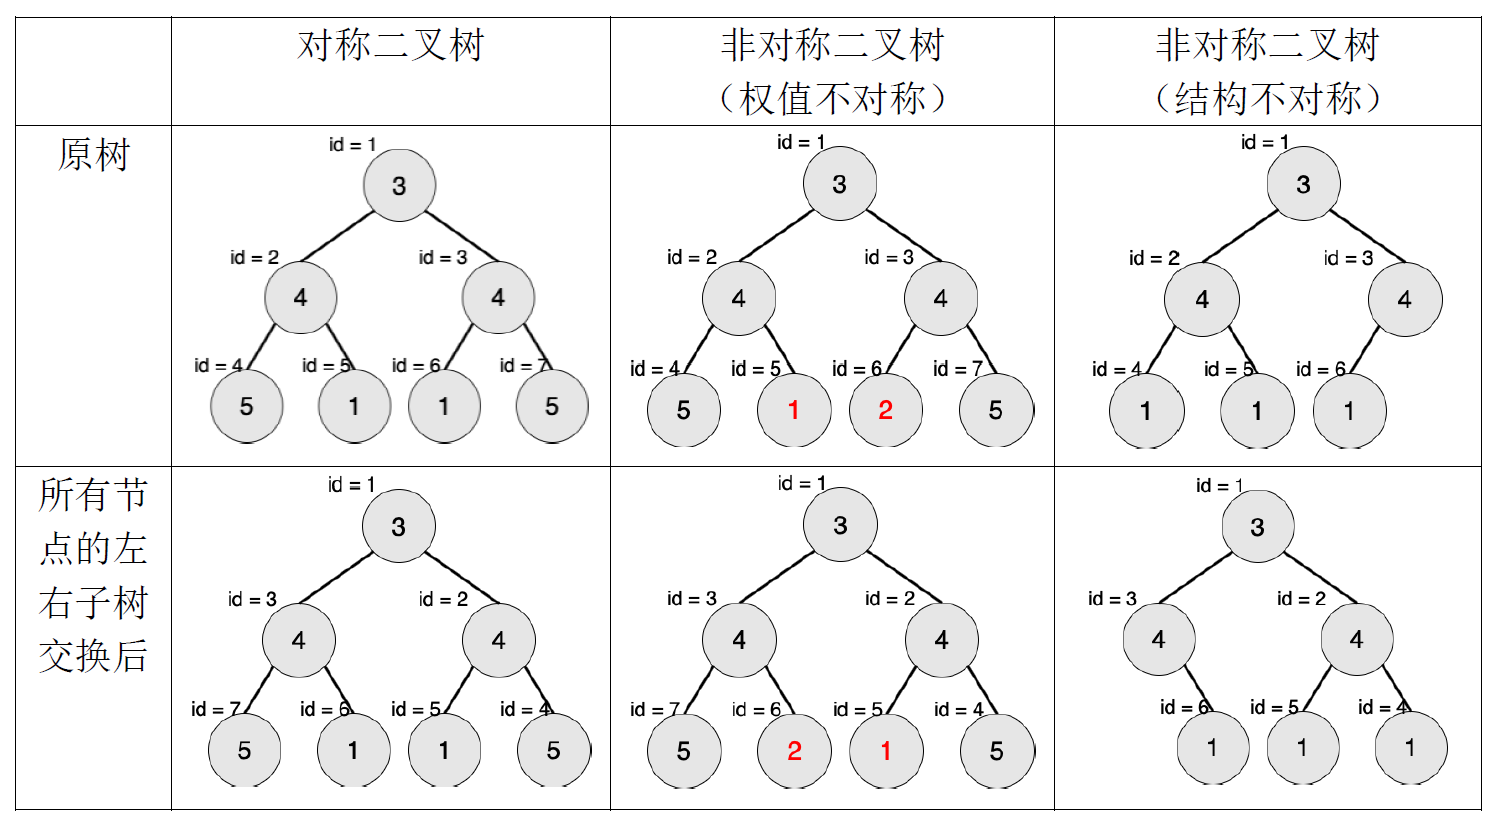 对称二叉树
非对称二叉树
（权值不对称）
非对称二叉树
（结构不对称）
原树
id = 1
3
id = 2
id = 3
4
4
id = 4
id = 5
id = 6
id = 7
5
1
1
5
id = 1
3
id = 2
id = 3
4
4
id = 4
id = 5
id = 6
id = 7
5
1
2
5
id = 1
3
id = 2
id = 3
4
4
id = 4
id = 5
id = 6
1
1
1
所有节
点的左
右子树
交换后
id = 1
3
id = 3
id = 2
4
4
id = 7
id = 6
id = 5
id = 4
5
1
1
5
id = 1
3
id = 3
id = 2
4
4
id = 7
id = 6
id = 5
id = 4
5
2
1
5
id = 1
3
id = 3
id = 2
4
4
id = 6
id = 5
id = 4
1
1
1